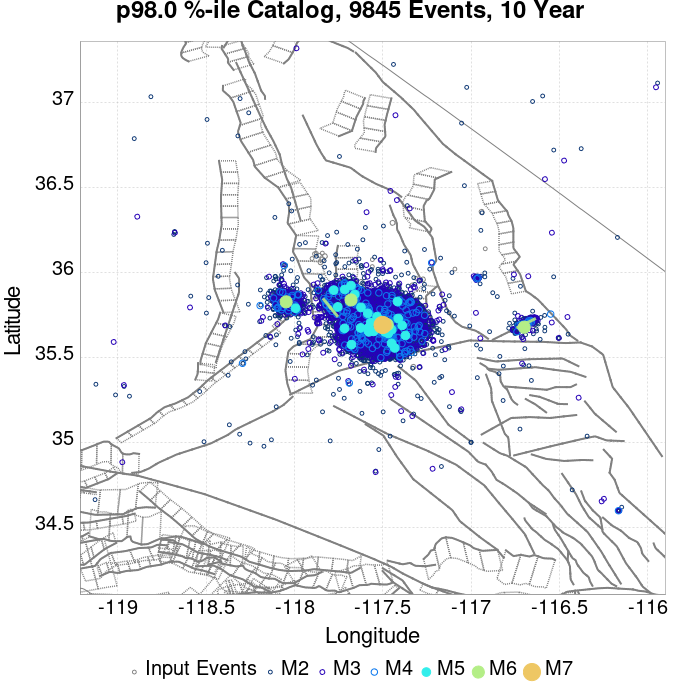 p98.0 %-ile Catalog, 9845 Events, 10 Year
37
36.5
36
35.5
35
34.5
Latitude
-119 -118.5 -118 -117.5 -117 -116.5 -116
Longitude
Input Events M2 M3 M4 M5 M6 M7